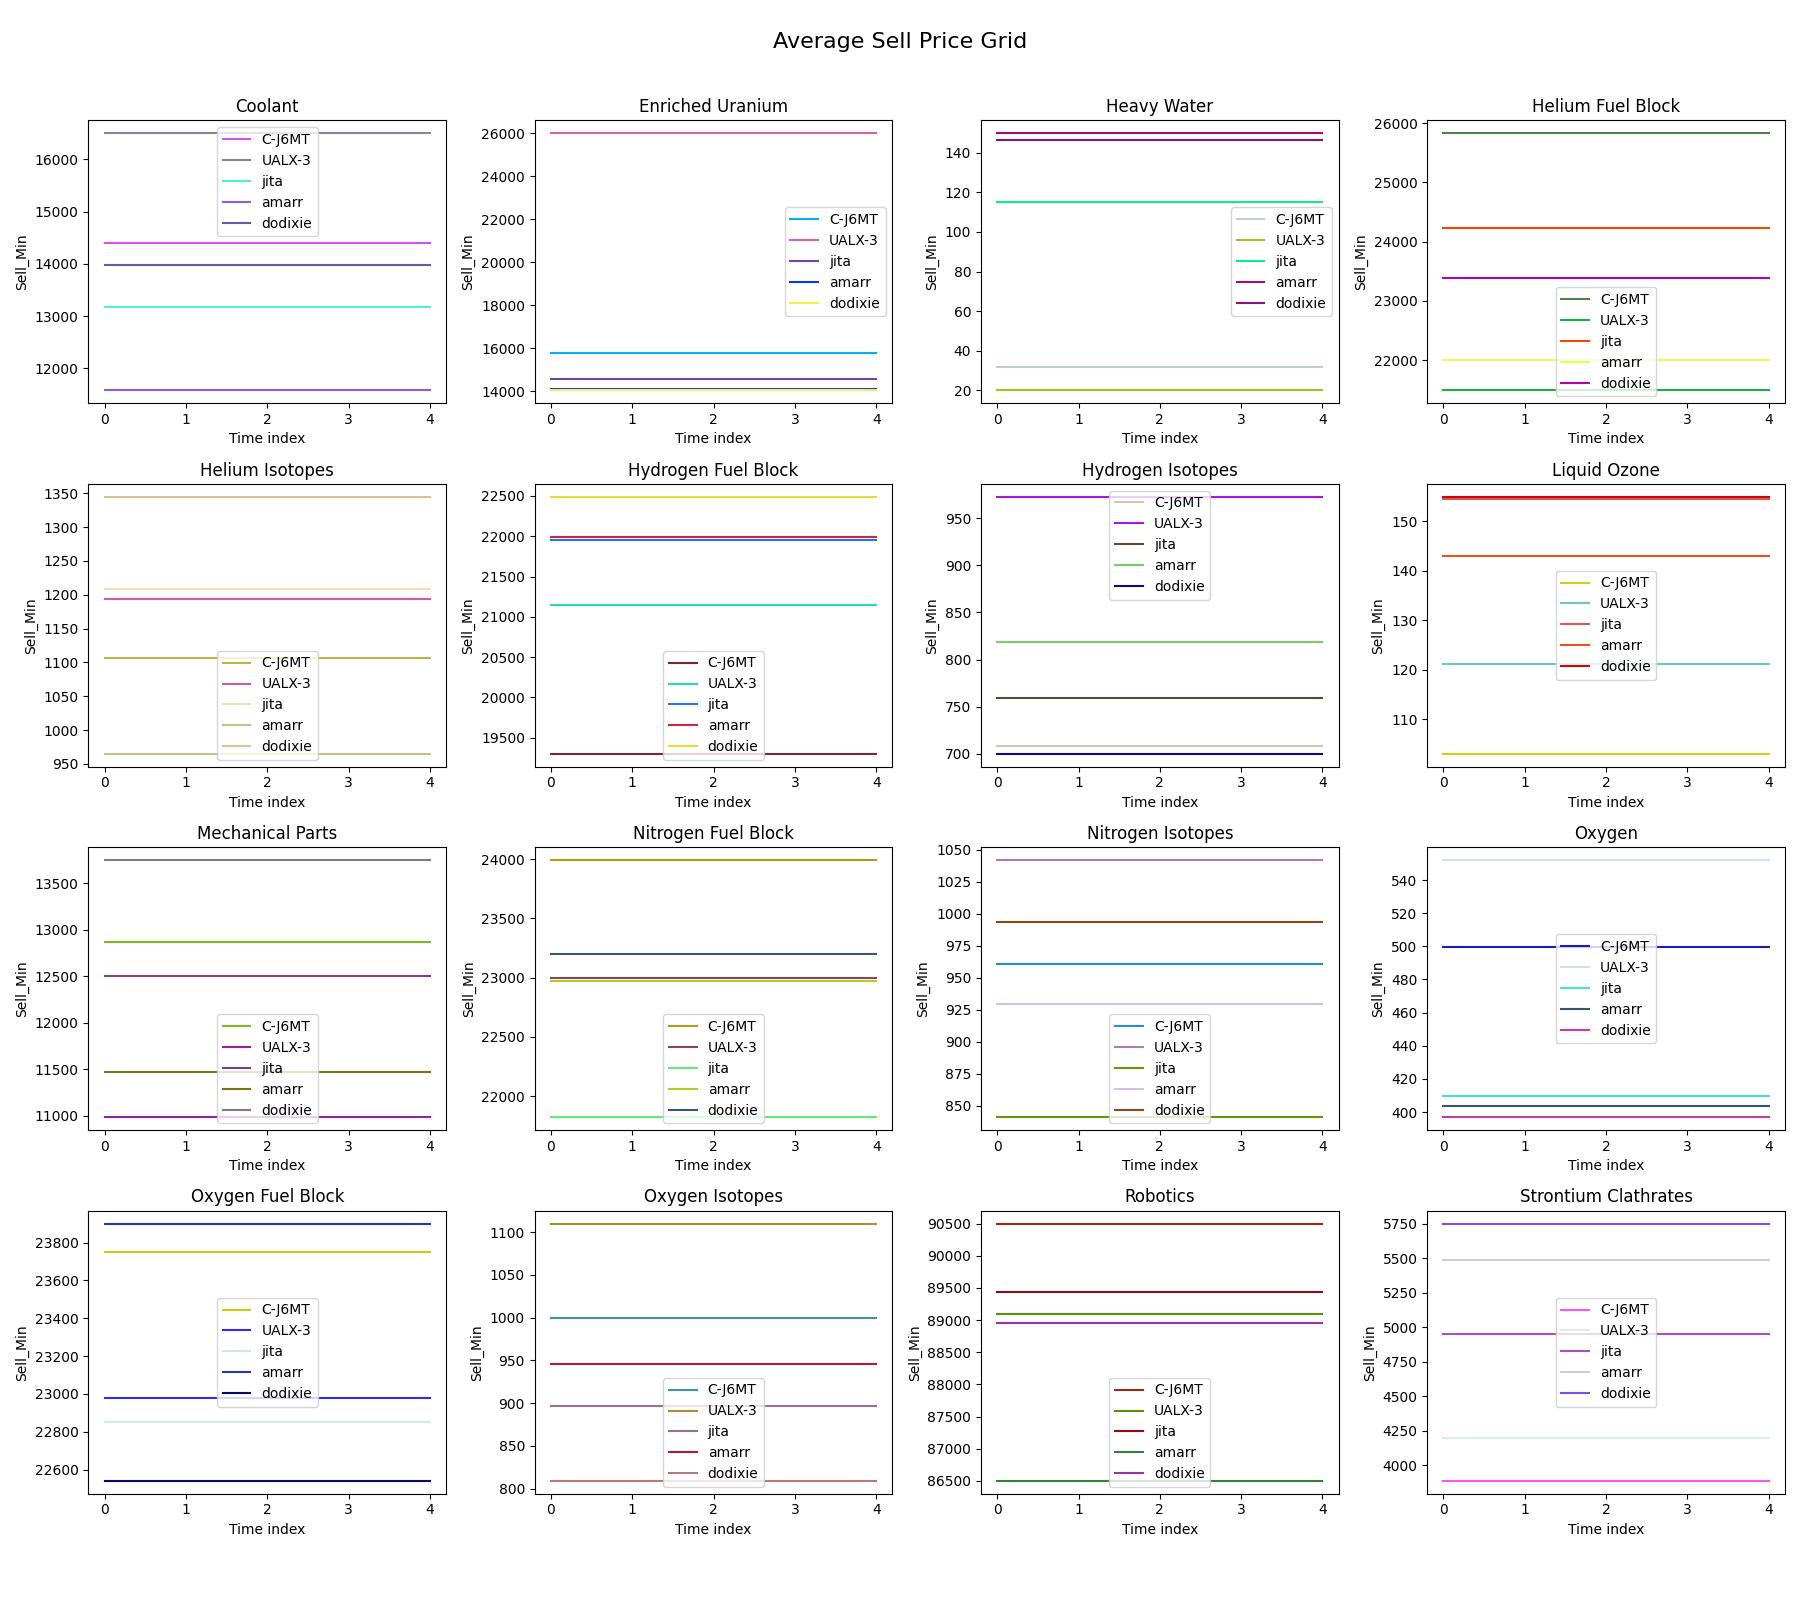 Average Sell Price Grid
Coolant
Sell_Min
16000
15000
14000
13000
12000
C-J6MT
UALX-3
jita
amarr
dodixie
0 1 2 3 4
Time index
Enriched Uranium
Sell_Min
26000
24000
22000
20000
18000
16000
14000
C-J6MT
UALX-3
jita
amarr
dodixie
0 1 2 3 4
Time index
Heavy Water
Sell_Min
140
120
100
80
60
40
20
C-J6MT
UALX-3
jita
amarr
dodixie
0 1 2 3 4
Time index
Helium Fuel Block
Sell_Min
26000
25000
24000
23000
22000
C-J6MT
UALX-3
jita
amarr
dodixie
0 1 2 3 4
Time index
Helium Isotopes
Sell_Min
1350
1300
1250
1200
1150
1100
1050
1000
950
C-J6MT
UALX-3
jita
amarr
dodixie
0 1 2 3 4
Time index
Hydrogen Fuel Block
Sell_Min
22500
22000
21500
21000
20500
20000
19500
C-J6MT
UALX-3
jita
amarr
dodixie
0 1 2 3 4
Time index
Hydrogen Isotopes
Sell_Min
950
900
850
800
750
700
C-J6MT
UALX-3
jita
amarr
dodixie
0 1 2 3 4
Time index
Liquid Ozone
Sell_Min
150
140
130
120
110
C-J6MT
UALX-3
jita
amarr
dodixie
0 1 2 3 4
Time index
Mechanical Parts
Sell_Min
13500
13000
12500
12000
11500
11000
C-J6MT
UALX-3
jita
amarr
dodixie
0 1 2 3 4
Time index
Nitrogen Fuel Block
Sell_Min
24000
23500
23000
22500
22000
C-J6MT
UALX-3
jita
amarr
dodixie
0 1 2 3 4
Time index
Nitrogen Isotopes
Sell_Min
1050
1025
1000
975
950
925
900
875
850
C-J6MT
UALX-3
jita
amarr
dodixie
0 1 2 3 4
Time index
Oxygen
Sell_Min
540
520
500
480
460
440
420
400
C-J6MT
UALX-3
jita
amarr
dodixie
0 1 2 3 4
Time index
Oxygen Fuel Block
Sell_Min
23800
23600
23400
23200
23000
22800
22600
C-J6MT
UALX-3
jita
amarr
dodixie
0 1 2 3 4
Time index
Oxygen Isotopes
Sell_Min
1100
1050
1000
950
900
850
800
C-J6MT
UALX-3
jita
amarr
dodixie
0 1 2 3 4
Time index
Robotics
Sell_Min
90500
90000
89500
89000
88500
88000
87500
87000
86500
C-J6MT
UALX-3
jita
amarr
dodixie
0 1 2 3 4
Time index
Strontium Clathrates
Sell_Min
5750
5500
5250
5000
4750
4500
4250
4000
C-J6MT
UALX-3
jita
amarr
dodixie
0 1 2 3 4
Time index